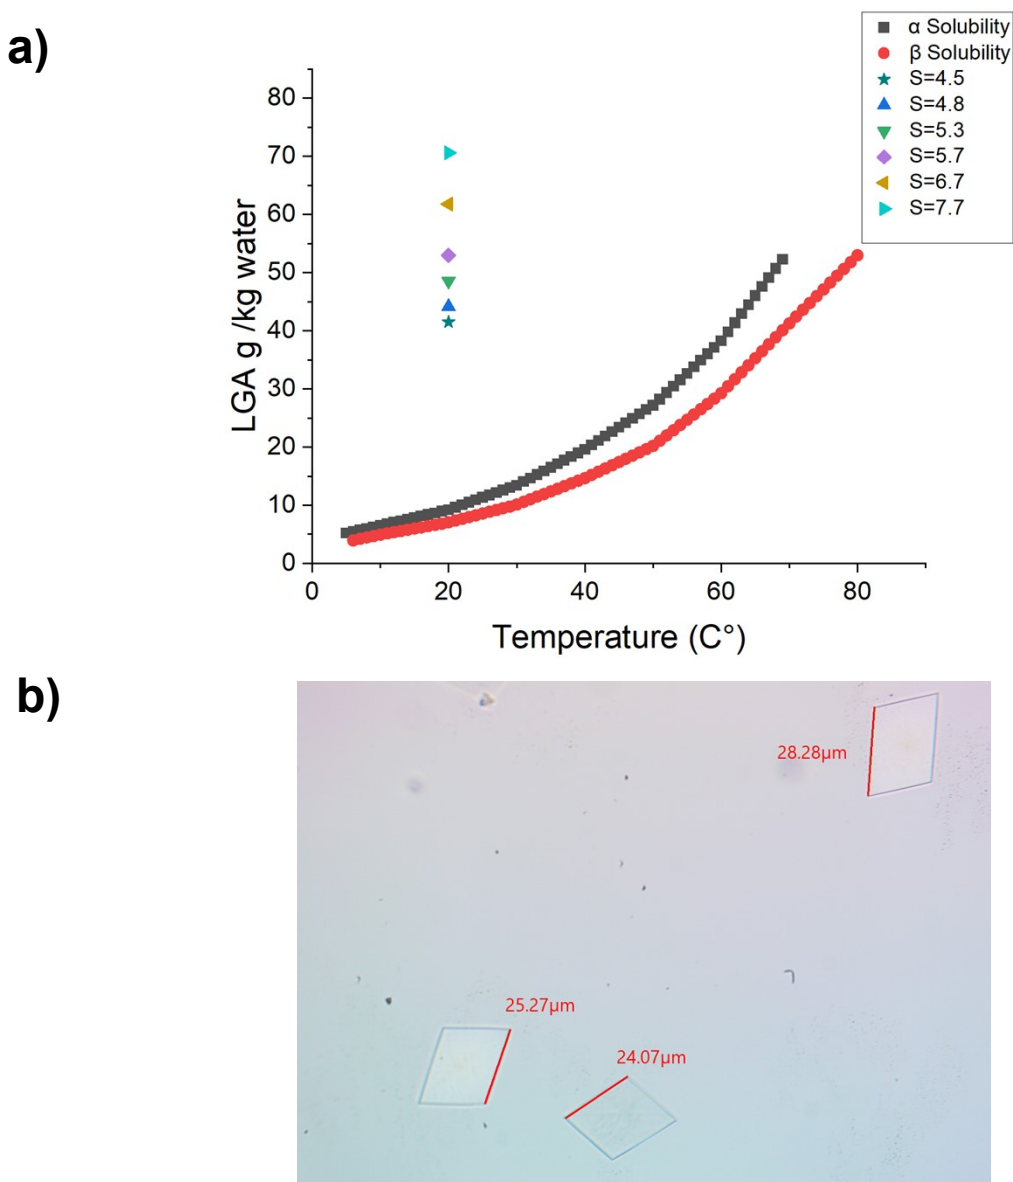 a)
α Solubility
β Solubility
S=4.5
S=4.8
S=5.3
S=5.7
S=6.7
S=7.7
80
70
60
50
40
30
20
10
0
LGA g /kg water
0 20 40 60 80
Temperature (C°)
b)
28.28µm
25.27µm
24.07µm